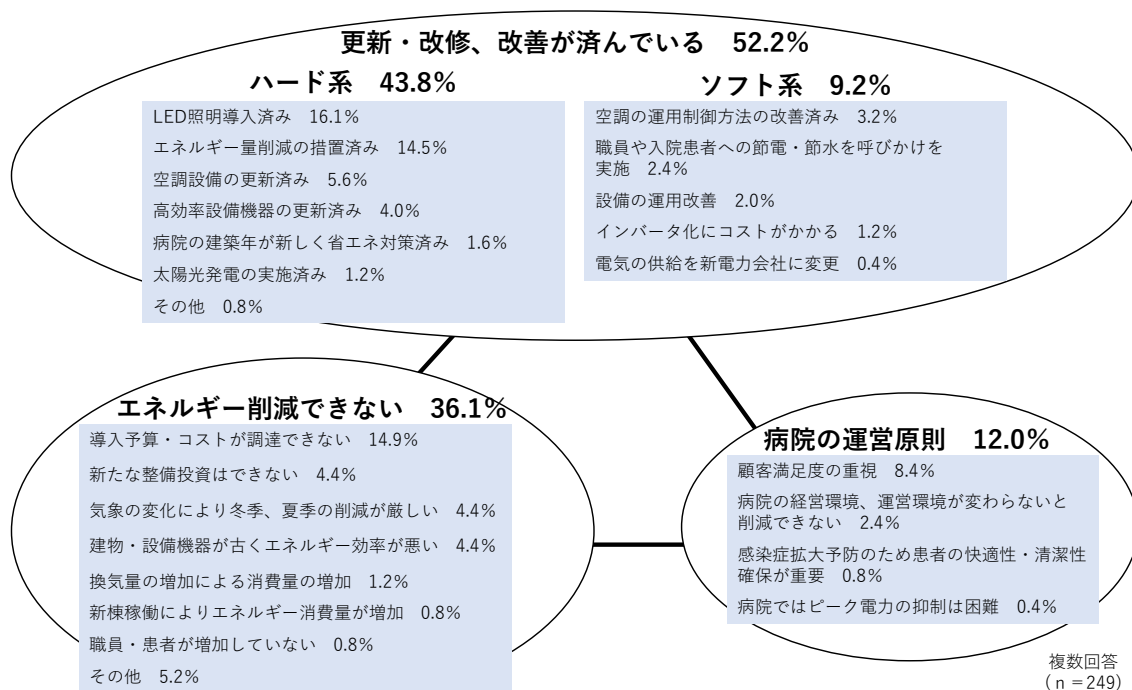 更新・改修、改善が済んでいる　52.2%
ハード系　43.8%
LED照明導入済み　16.1%
エネルギー量削減の措置済み　14.5%
空調設備の更新済み　5.6%
高効率設備機器の更新済み　4.0%
病院の建築年が新しく省エネ対策済み　1.6%
太陽光発電の実施済み　1.2%
その他　0.8%
ソフト系　9.2%
空調の運用制御方法の改善済み　3.2%
職員や入院患者への節電・節水を呼びかけを
実施　2.4%
設備の運用改善　2.0%
インバータ化にコストがかかる　1.2%
電気の供給を新電力会社に変更　0.4%
エネルギー削減できない　36.1%
導入予算・コストが調達できない　14.9%
新たな整備投資はできない　4.4%
気象の変化により冬季、夏季の削減が厳しい　4.4%
建物・設備機器が古くエネルギー効率が悪い　4.4%
換気量の増加による消費量の増加　1.2%
新棟稼働によりエネルギー消費量が増加　0.8%
職員・患者が増加していない　0.8%
その他　5.2%
病院の運営原則　12.0%
顧客満足度の重視　8.4%
病院の経営環境、運営環境が変わらないと
削減できない　2.4%
感染症拡大予防のため患者の快適性・清潔性
確保が重要　0.8%
病院ではピーク電力の抑制は困難　0.4%
複数回答
（ｎ＝249）